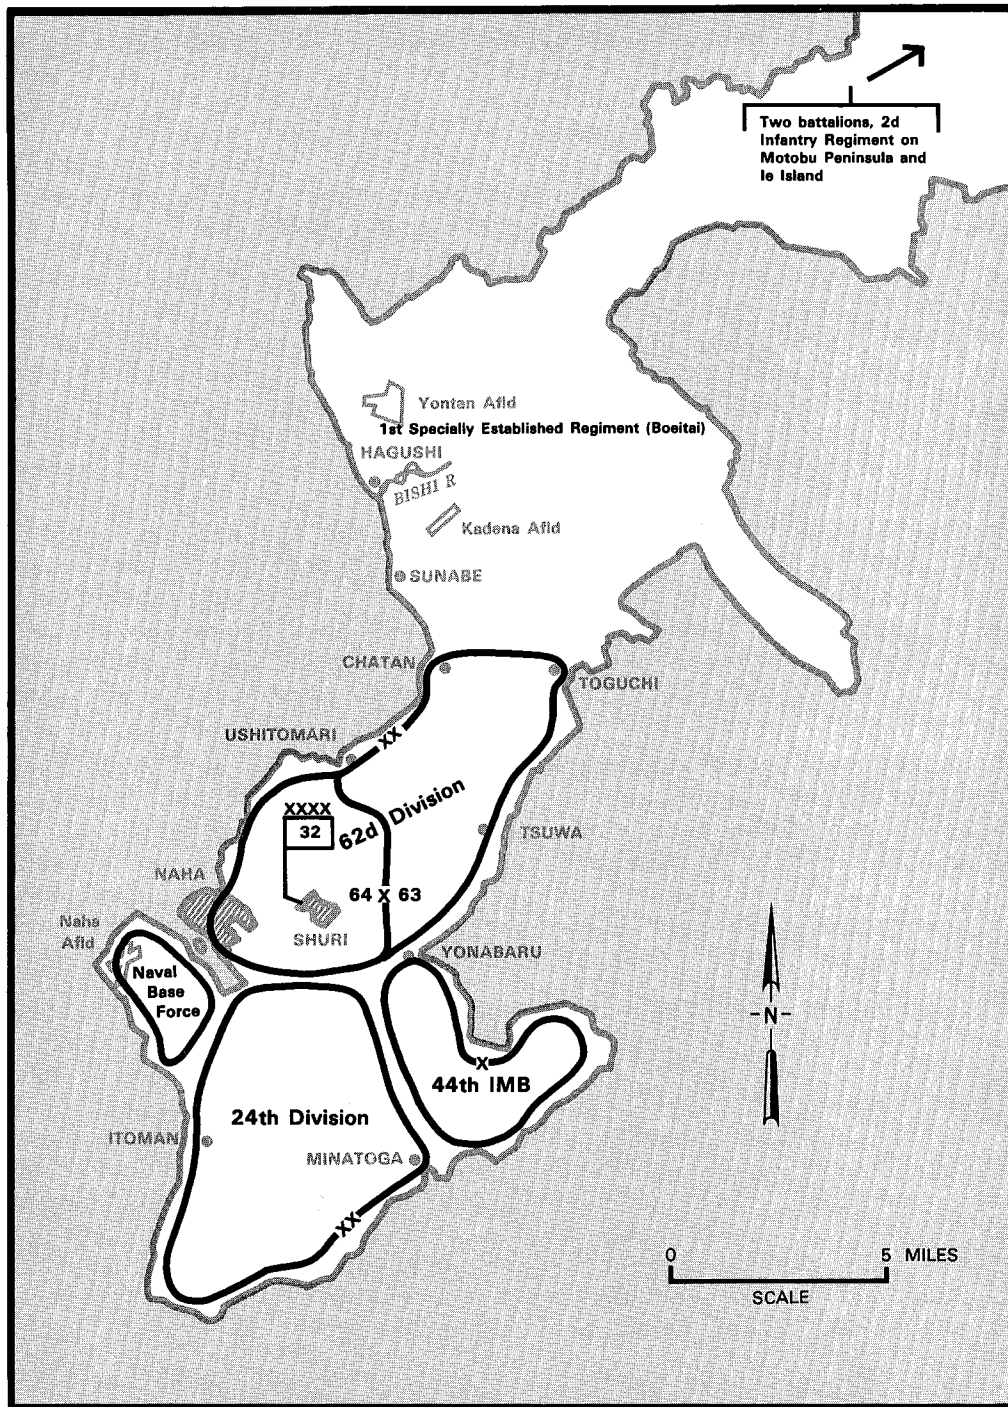 Two battalions, 2d
Infantry Regiment on
Motobu Peninsula and
Ie Island
Yontan Afld
1st Specially Established Regiment (Boeitai)
HAGUSHI
BISHI R
Kadena Afld
SUNABE
CHATAN
TOGUCHI
USHITOMARI
XX
XXXX
32
62d Division
TSUWA
NAHA
64 X 63
Naha
Afld
SHURI
YONABARU
Naval
Base
Force
-N-
X
44th IMB
24th Division
ITOMAN
MINATOGA
XX
0 5 MILES
SCALE